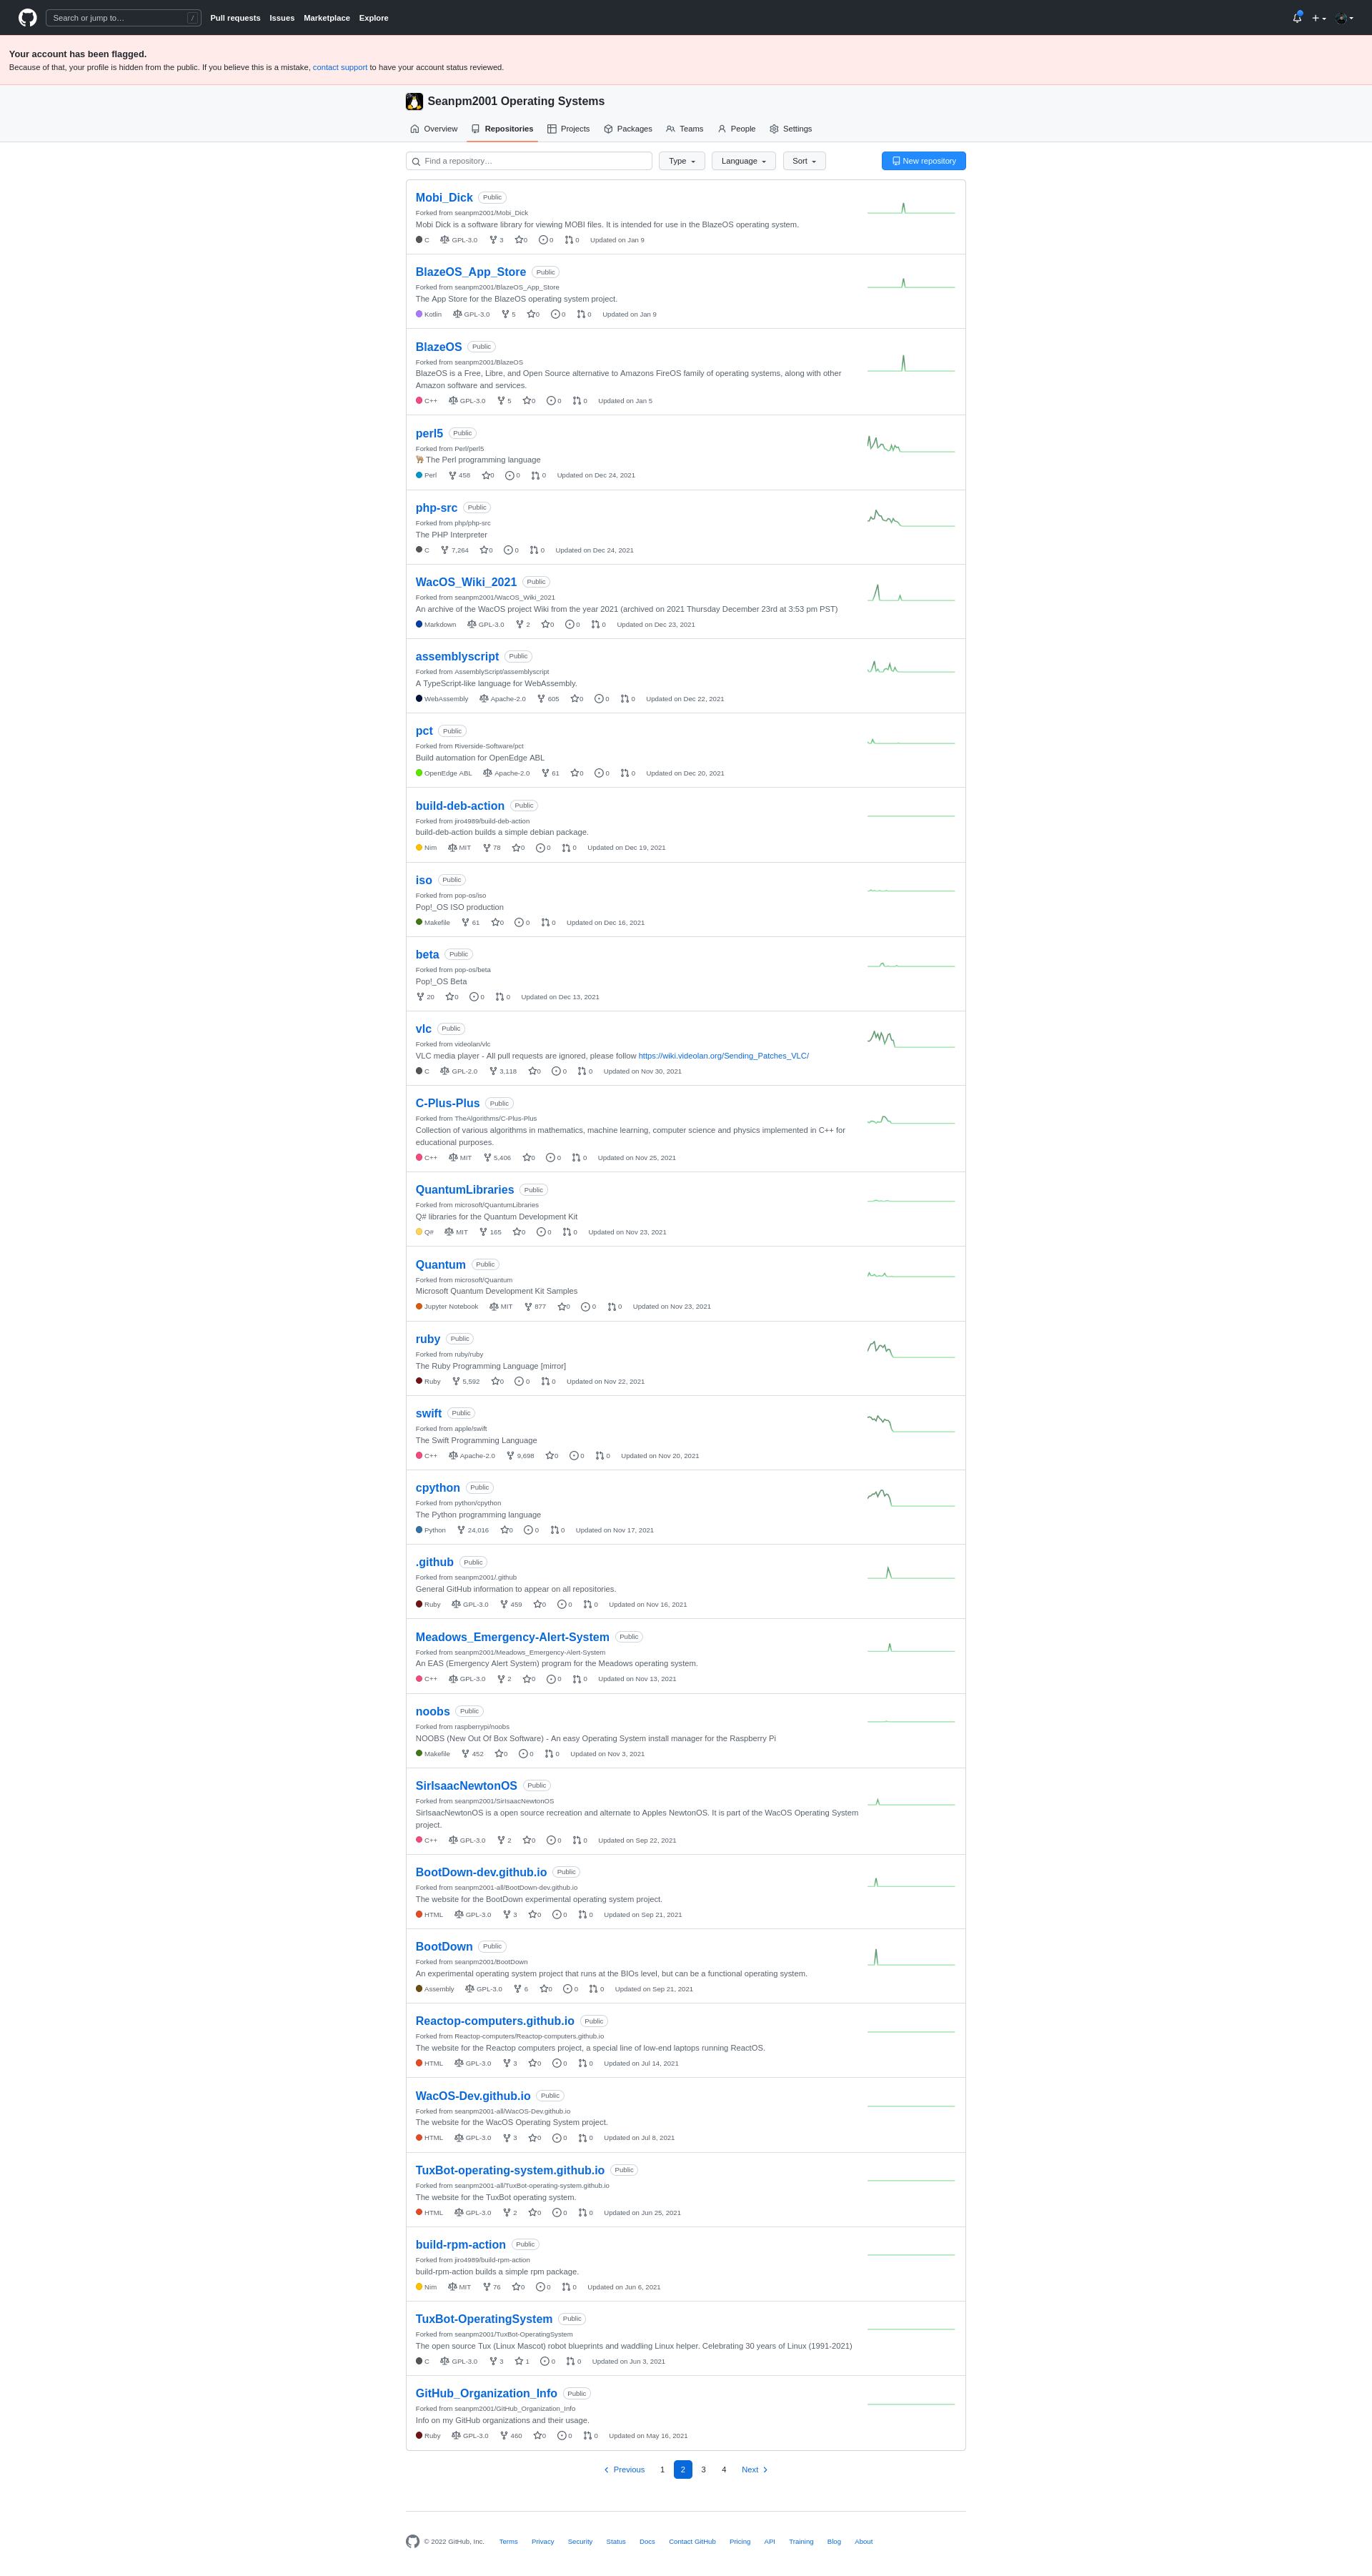 Search or jump to… /
Pull requests Issues Marketplace Explore
Your account has been flagged.
Because of that, your profile is hidden from the public. If you believe this is a mistake, contact support to have your account status reviewed.
Seanpm2001 Operating Systems
Overview Repositories Projects Packages Teams People Settings
Find a repository… Type Language Sort New repository
Mobi_Dick Public
Forked from seanpm2001/Mobi_Dick
Mobi Dick is a software library for viewing MOBI files. It is intended for use in the BlazeOS operating system.
C GPL-3.0 3 0 0 0 Updated on Jan 9
BlazeOS_App_Store Public
Forked from seanpm2001/BlazeOS_App_Store
The App Store for the BlazeOS operating system project.
Kotlin GPL-3.0 5 0 0 0 Updated on Jan 9
BlazeOS Public
Forked from seanpm2001/BlazeOS
BlazeOS is a Free, Libre, and Open Source alternative to Amazons FireOS family of operating systems, along with other
Amazon software and services.
C++ GPL-3.0 5 0 0 0 Updated on Jan 5
perl5 Public
Forked from Perl/perl5
🐪 The Perl programming language
Perl 458 0 0 0 Updated on Dec 24, 2021
php-src Public
Forked from php/php-src
The PHP Interpreter
C 7,264 0 0 0 Updated on Dec 24, 2021
WacOS_Wiki_2021 Public
Forked from seanpm2001/WacOS_Wiki_2021
An archive of the WacOS project Wiki from the year 2021 (archived on 2021 Thursday December 23rd at 3:53 pm PST)
Markdown GPL-3.0 2 0 0 0 Updated on Dec 23, 2021
assemblyscript Public
Forked from AssemblyScript/assemblyscript
A TypeScript-like language for WebAssembly.
WebAssembly Apache-2.0 605 0 0 0 Updated on Dec 22, 2021
pct Public
Forked from Riverside-Software/pct
Build automation for OpenEdge ABL
OpenEdge ABL Apache-2.0 61 0 0 0 Updated on Dec 20, 2021
build-deb-action Public
Forked from jiro4989/build-deb-action
build-deb-action builds a simple debian package.
Nim MIT 78 0 0 0 Updated on Dec 19, 2021
iso Public
Forked from pop-os/iso
Pop!_OS ISO production
Makefile 61 0 0 0 Updated on Dec 16, 2021
beta Public
Forked from pop-os/beta
Pop!_OS Beta
20 0 0 0 Updated on Dec 13, 2021
vlc Public
Forked from videolan/vlc
VLC media player - All pull requests are ignored, please follow https://wiki.videolan.org/Sending_Patches_VLC/
C GPL-2.0 3,118 0 0 0 Updated on Nov 30, 2021
C-Plus-Plus Public
Forked from TheAlgorithms/C-Plus-Plus
Collection of various algorithms in mathematics, machine learning, computer science and physics implemented in C++ for
educational purposes.
C++ MIT 5,406 0 0 0 Updated on Nov 25, 2021
QuantumLibraries Public
Forked from microsoft/QuantumLibraries
Q# libraries for the Quantum Development Kit
Q# MIT 165 0 0 0 Updated on Nov 23, 2021
Quantum Public
Forked from microsoft/Quantum
Microsoft Quantum Development Kit Samples
Jupyter Notebook MIT 877 0 0 0 Updated on Nov 23, 2021
ruby Public
Forked from ruby/ruby
The Ruby Programming Language [mirror]
Ruby 5,592 0 0 0 Updated on Nov 22, 2021
swift Public
Forked from apple/swift
The Swift Programming Language
C++ Apache-2.0 9,698 0 0 0 Updated on Nov 20, 2021
cpython Public
Forked from python/cpython
The Python programming language
Python 24,016 0 0 0 Updated on Nov 17, 2021
.github Public
Forked from seanpm2001/.github
General GitHub information to appear on all repositories.
Ruby GPL-3.0 459 0 0 0 Updated on Nov 16, 2021
Meadows_Emergency-Alert-System Public
Forked from seanpm2001/Meadows_Emergency-Alert-System
An EAS (Emergency Alert System) program for the Meadows operating system.
C++ GPL-3.0 2 0 0 0 Updated on Nov 13, 2021
noobs Public
Forked from raspberrypi/noobs
NOOBS (New Out Of Box Software) - An easy Operating System install manager for the Raspberry Pi
Makefile 452 0 0 0 Updated on Nov 3, 2021
SirIsaacNewtonOS Public
Forked from seanpm2001/SirIsaacNewtonOS
SirIsaacNewtonOS is a open source recreation and alternate to Apples NewtonOS. It is part of the WacOS Operating System
project.
C++ GPL-3.0 2 0 0 0 Updated on Sep 22, 2021
BootDown-dev.github.io Public
Forked from seanpm2001-all/BootDown-dev.github.io
The website for the BootDown experimental operating system project.
HTML GPL-3.0 3 0 0 0 Updated on Sep 21, 2021
BootDown Public
Forked from seanpm2001/BootDown
An experimental operating system project that runs at the BIOs level, but can be a functional operating system.
Assembly GPL-3.0 6 0 0 0 Updated on Sep 21, 2021
Reactop-computers.github.io Public
Forked from Reactop-computers/Reactop-computers.github.io
The website for the Reactop computers project, a special line of low-end laptops running ReactOS.
HTML GPL-3.0 3 0 0 0 Updated on Jul 14, 2021
WacOS-Dev.github.io Public
Forked from seanpm2001-all/WacOS-Dev.github.io
The website for the WacOS Operating System project.
HTML GPL-3.0 3 0 0 0 Updated on Jul 8, 2021
TuxBot-operating-system.github.io Public
Forked from seanpm2001-all/TuxBot-operating-system.github.io
The website for the TuxBot operating system.
HTML GPL-3.0 2 0 0 0 Updated on Jun 25, 2021
build-rpm-action Public
Forked from jiro4989/build-rpm-action
build-rpm-action builds a simple rpm package.
Nim MIT 76 0 0 0 Updated on Jun 6, 2021
TuxBot-OperatingSystem Public
Forked from seanpm2001/TuxBot-OperatingSystem
The open source Tux (Linux Mascot) robot blueprints and waddling Linux helper. Celebrating 30 years of Linux (1991-2021)
C GPL-3.0 3 1 0 0 Updated on Jun 3, 2021
GitHub_Organization_Info Public
Forked from seanpm2001/GitHub_Organization_Info
Info on my GitHub organizations and their usage.
Ruby GPL-3.0 460 0 0 0 Updated on May 16, 2021
Previous 1 2 3 4 Next
© 2022 GitHub, Inc. Terms Privacy Security Status Docs Contact GitHub Pricing API Training Blog About